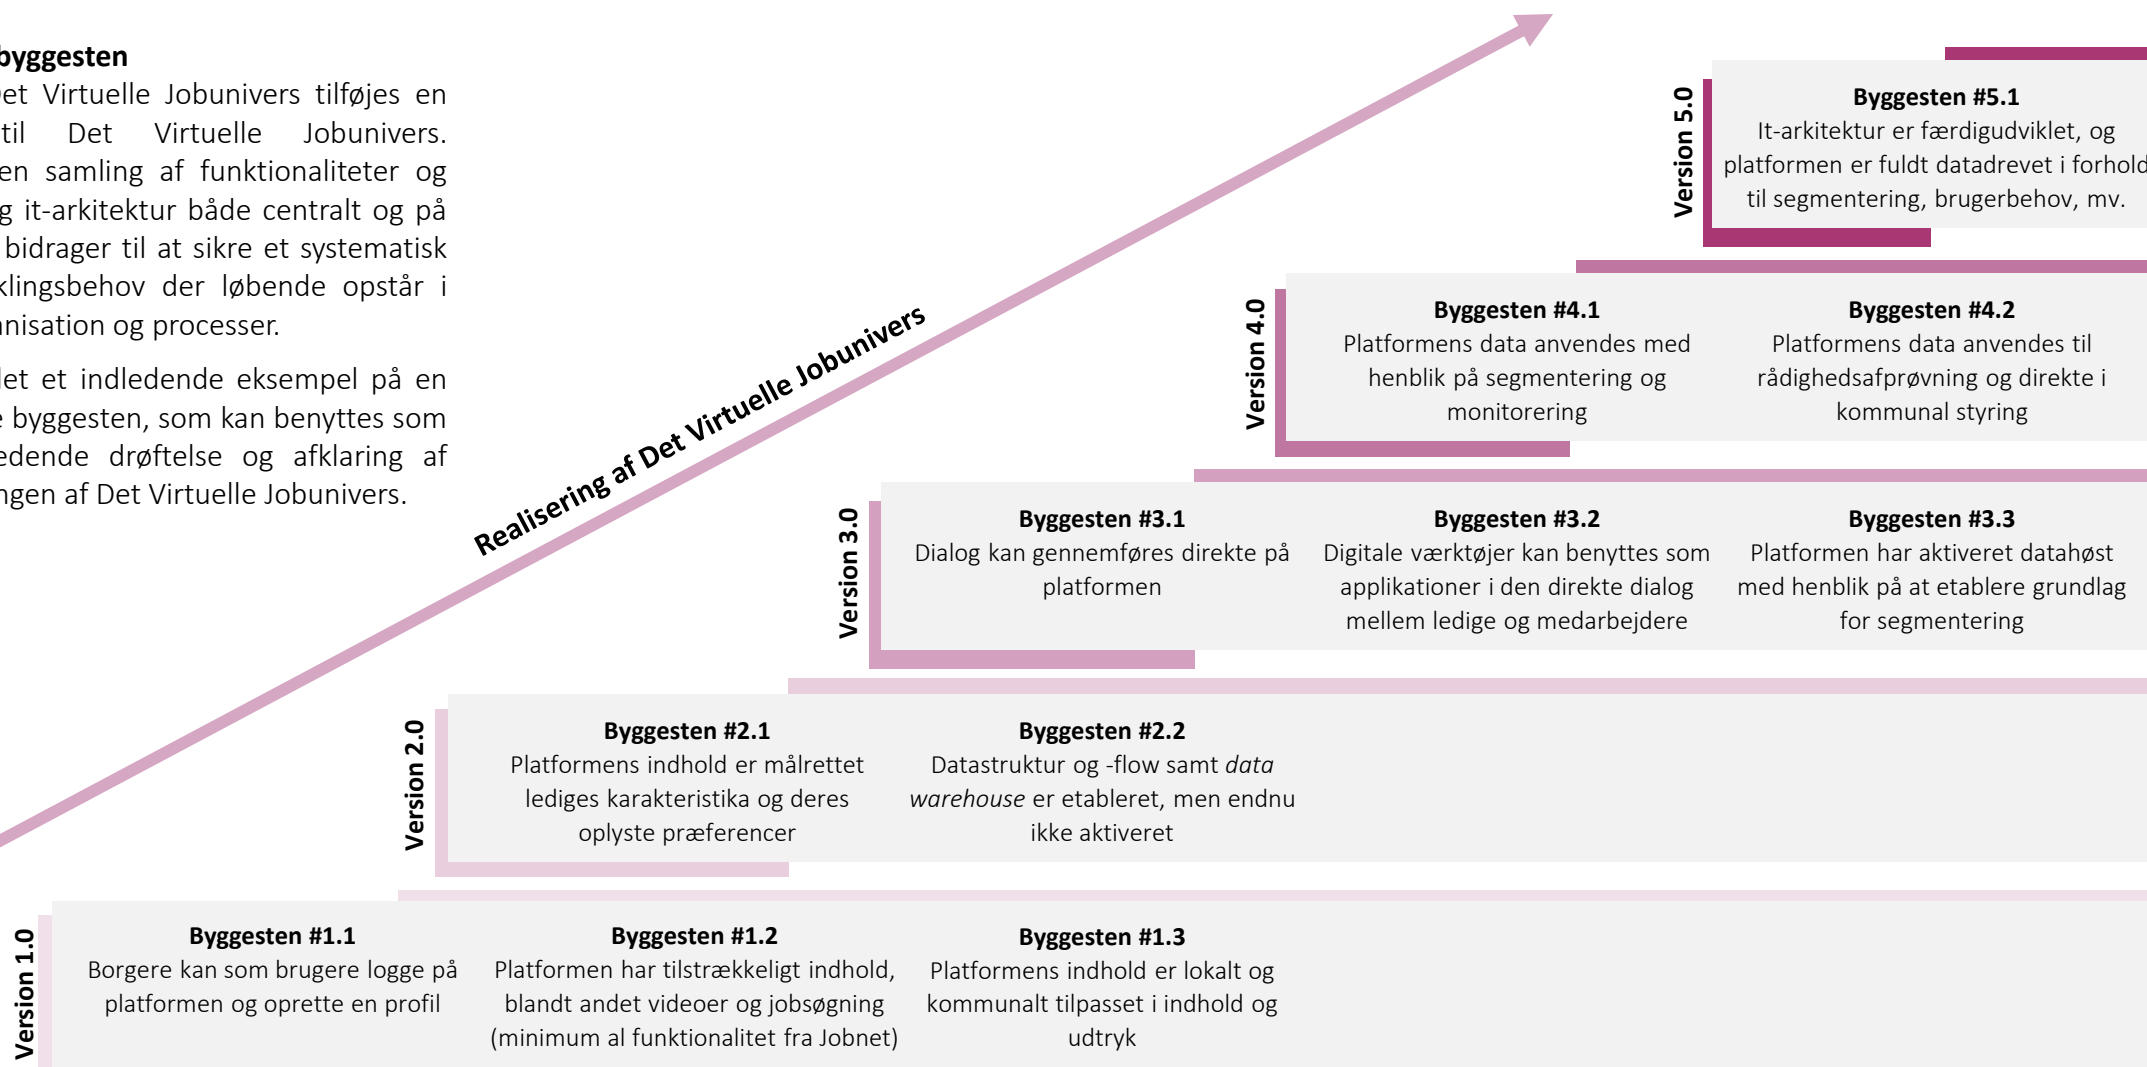 byggesten
Det Virtuelle Jobunivers tilføjes en
til Det Virtuelle Jobunivers.
en samling af funktionaliteter og
it-arkitektur både centralt og på
bidrager til at sikre et systematisk
klingsbehov der løbende opstår i
anisation og processer.
det et indledende eksempel på en
byggesten, som kan benyttes som
edende drøftelse og afklaring af
ngen af Det Virtuelle Jobunivers.
Realisering af Det Virtuelle Jobunivers
Version 5.0
Byggesten #5.1
It-arkitektur er færdigudviklet, og
platformen er fuldt datadrevet i forhold
til segmentering, brugerbehov, mv.
Version 4.0
Byggesten #4.1
Platformens data anvendes med
henblik på segmentering og
monitorering
Byggesten #4.2
Platformens data anvendes til
rådighedsafprøvning og direkte i
kommunal styring
Version 3.0
Byggesten #3.1
Dialog kan gennemføres direkte på
platformen
Byggesten #3.2
Digitale værktøjer kan benyttes som
applikationer i den direkte dialog
mellem ledige og medarbejdere
Byggesten #3.3
Platformen har aktiveret datahøst
med henblik på at etablere grundlag
for segmentering
Version 2.0
Byggesten #2.1
Platformens indhold er målrettet
lediges karakteristika og deres
oplyste præferencer
Byggesten #2.2
Datastruktur og -flow samt data
warehouse er etableret, men endnu
ikke aktiveret
Version 1.0
Byggesten #1.1
Borgere kan som brugere logge på
platformen og oprette en profil
Byggesten #1.2
Platformen har tilstrækkeligt indhold,
blandt andet videoer og jobsøgning
(minimum al funktionalitet fra Jobnet)
Byggesten #1.3
Platformens indhold er lokalt og
kommunalt tilpasset i indhold og
udtryk